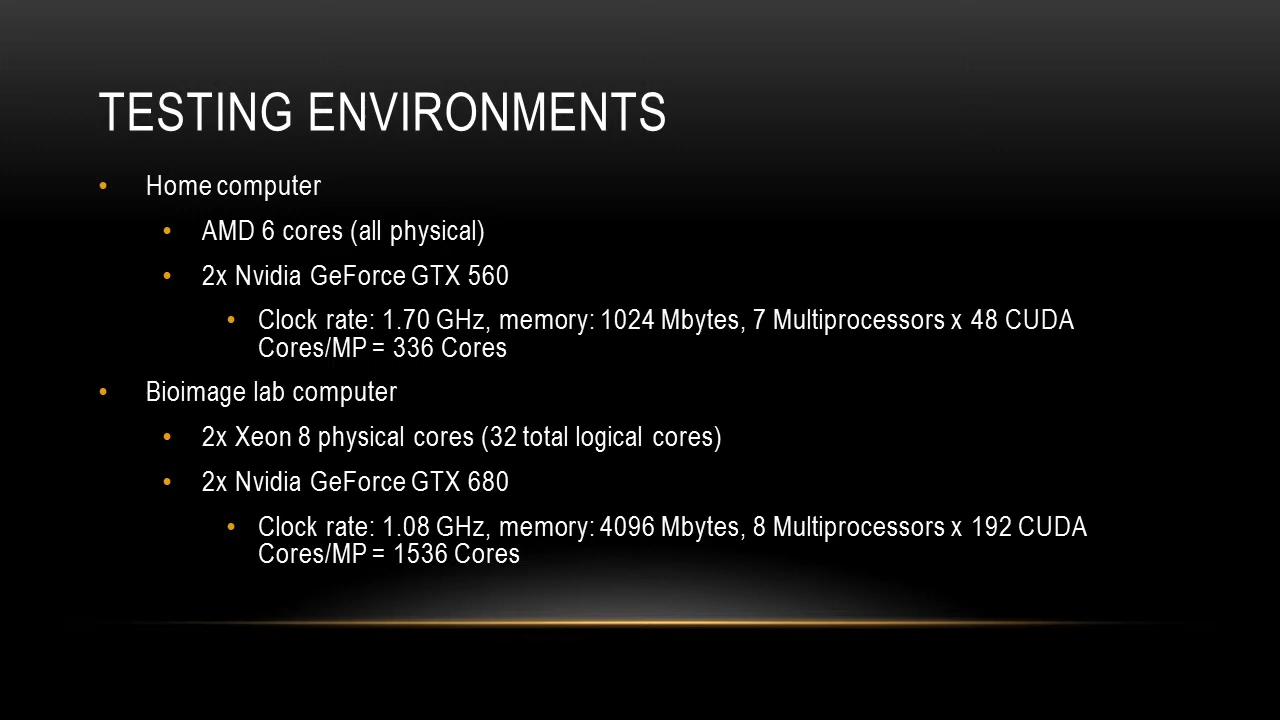 TESTING ENVIRONMENTS
• Home computer
• AMD 6 cores (all physical)
• 2x Nvidia GeForce GTX 560
• Clock rate: 1.70 GHz, memory: 1024 Mbytes, 7 Multiprocessors x 48 CUDA
Cores/MP = 336 Cores
• Bioimage lab computer
• 2x Xeon 8 physical cores (32 total logical cores)
• 2x Nvidia GeForce GTX 680
• Clock rate: 1.08 GHz, memory: 4096 Mbytes, 8 Multiprocessors x 192 CUDA
Cores/MP = 1536 Cores